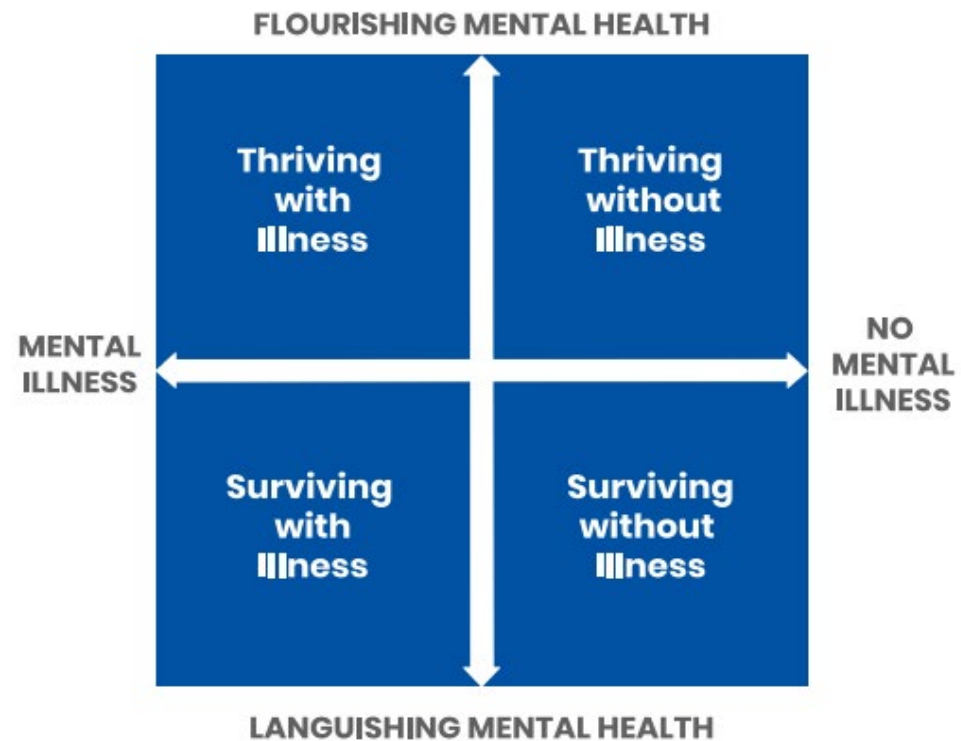 FLOURISHING MENTAL HEALTH
Thriving
with
Illness
Thriving
without
Illness
MENTAL
ILLNESS
NO
MENTAL
ILLNESS
Surviving
with
Illness
Surviving
without
Illness
LANGUISHING MENTAL HEALTH